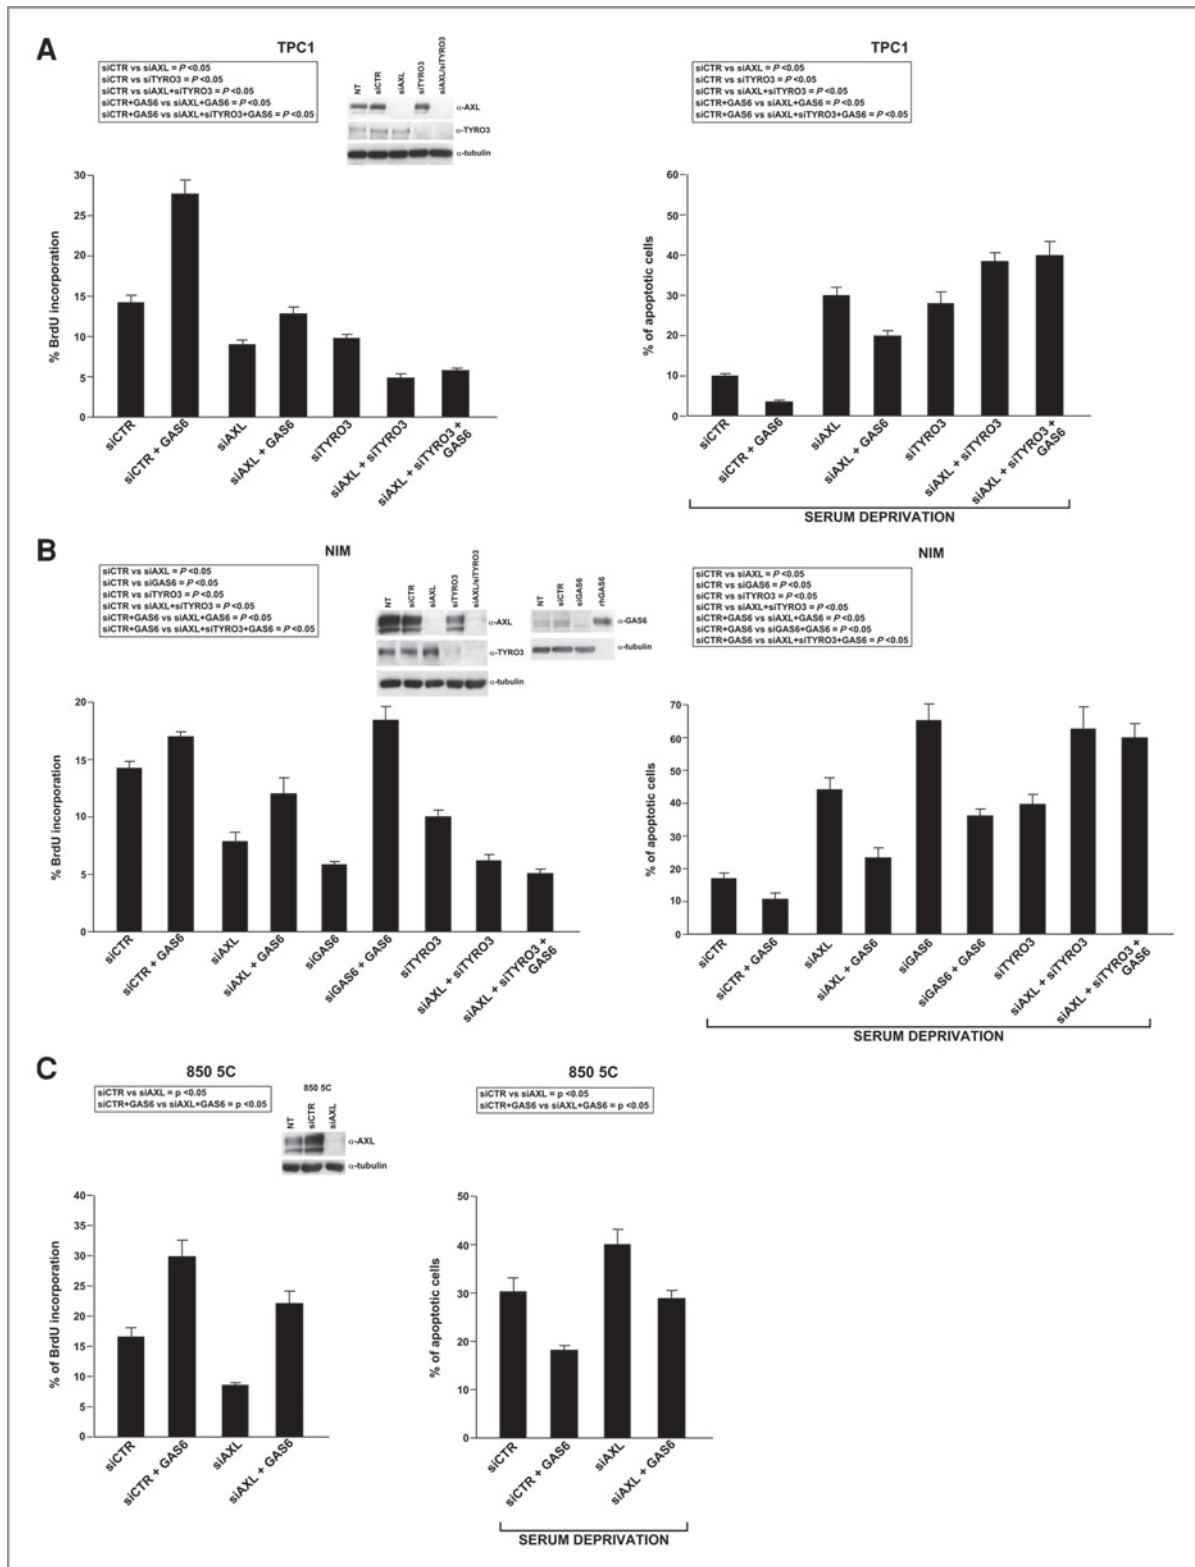 A
TPC1
siCTR vs siAXL = P <0.05
siCTR vs siTYRO3 = P <0.05
siCTR vs siAXL+siTYRO3 = P <0.05
siCTR+GAS6 vs siAXL+GAS6 = P <0.05
siCTR+GAS6 vs siAXL+siTYRO3+GAS6 = P <0.05
NT
siCTR
siAXL
siTYRO3
siAXL/siTYRO3
α-AXL
α-TYRO3
α-tubulin
% BrdU incorporation
30
25
20
15
10
5
0
siCTR
siCTR + GAS6
siAXL
siAXL + GAS6
siTYRO3
siAXL + siTYRO3
siAXL + siTYRO3 +
GAS6
TPC1
siCTR vs siAXL = P <0.05
siCTR vs siTYRO3 = P <0.05
siCTR vs siAXL+siTYRO3 = P <0.05
siCTR+GAS6 vs siAXL+GAS6 = P <0.05
siCTR+GAS6 vs siAXL+siTYRO3+GAS6 = P <0.05
% of apoptotic cells
60
50
40
30
20
10
0
siCTR
siCTR + GAS6
siAXL
siAXL + GAS6
siTYRO3
siAXL + siTYRO3
siAXL + siTYRO3 +
GAS6
SERUM DEPRIVATION
B
NIM
siCTR vs siAXL = P <0.05
siCTR vs siGAS6 = P <0.05
siCTR vs siTYRO3 = P <0.05
siCTR vs siAXL+siTYRO3 = P <0.05
siCTR+GAS6 vs siAXL+GAS6 = P <0.05
siCTR+GAS6 vs siAXL+siTYRO3+GAS6 = P <0.05
NT
siCTR
siAXL
siTYRO3
siAXL/siTYRO3
α-AXL
α-TYRO3
α-tubulin
NT
siCTR
siGAS6
rhGAS6
α-GAS6
α-tubulin
% BrdU incorporation
20
15
10
5
0
siCTR
siCTR + GAS6
siAXL
siAXL + GAS6
siGAS6
siGAS6 + GAS6
siTYRO3
siAXL + siTYRO3
siAXL + siTYRO3 +
GAS6
NIM
siCTR vs siAXL = P <0.05
siCTR vs siGAS6 = P <0.05
siCTR vs siTYRO3 = P <0.05
siCTR vs siAXL+siTYRO3 = P <0.05
siCTR+GAS6 vs siAXL+GAS6 = P <0.05
siCTR+GAS6 vs siGAS6+GAS6 = P <0.05
siCTR+GAS6 vs siAXL+siTYRO3+GAS6 = P <0.05
% of apoptotic cells
70
60
50
40
30
20
10
0
siCTR
siCTR + GAS6
siAXL
siAXL + GAS6
siGAS6
siGAS6 + GAS6
siTYRO3
siAXL + siTYRO3
siAXL + siTYRO3 +
GAS6
SERUM DEPRIVATION
C
850 5C
siCTR vs siAXL = p <0.05
siCTR+GAS6 vs siAXL+GAS6 = p <0.05
850 5C
NT
siCTR
siAXL
α-AXL
α-tubulin
% of BrdU incorporation
40
35
30
25
20
15
10
5
0
siCTR
siCTR + GAS6
siAXL
siAXL + GAS6
850 5C
siCTR vs siAXL = p <0.05
siCTR+GAS6 vs siAXL+GAS6 = p <0.05
% of apoptotic cells
50
40
30
20
10
0
siCTR
siCTR + GAS6
siAXL
siAXL + GAS6
SERUM DEPRIVATION